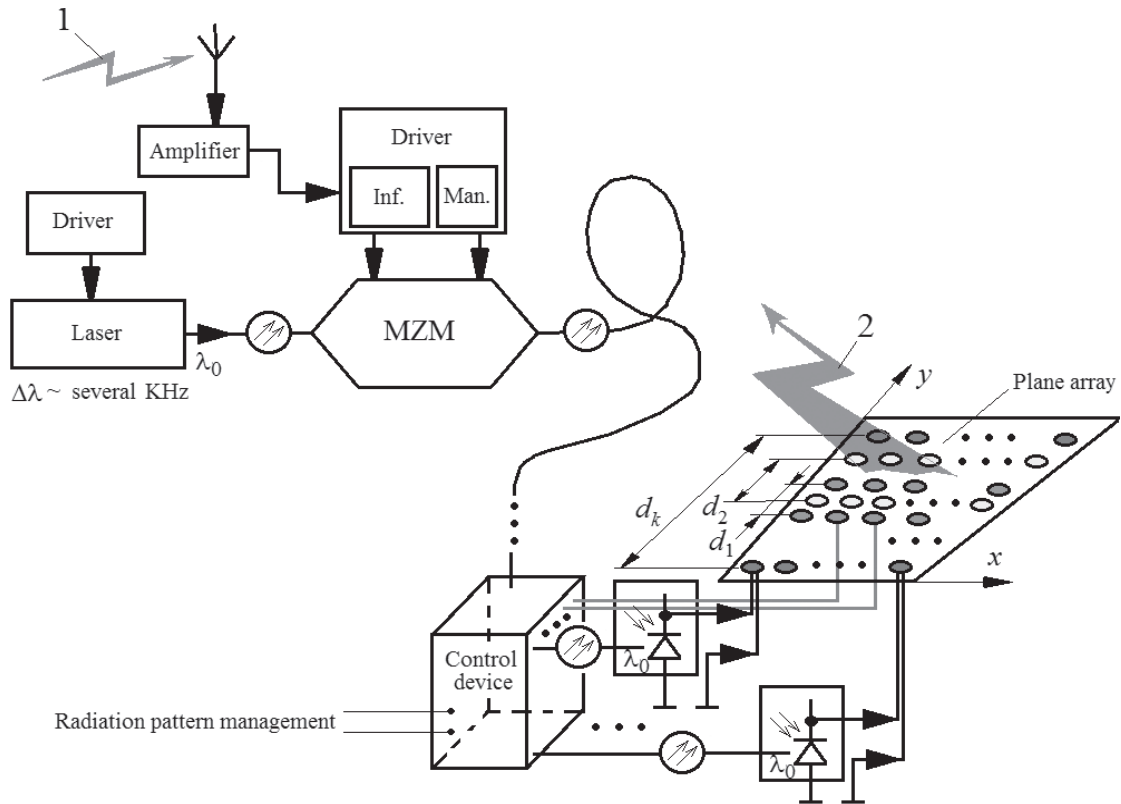 1
Amplifier
Driver
Inf.
Man.
Driver
Laser
λ0
MZM
Δλ ~ several KHz
2
y
Plane array
dk
d2
d1
x
Control
device
λ0
Radiation pattern management
λ0